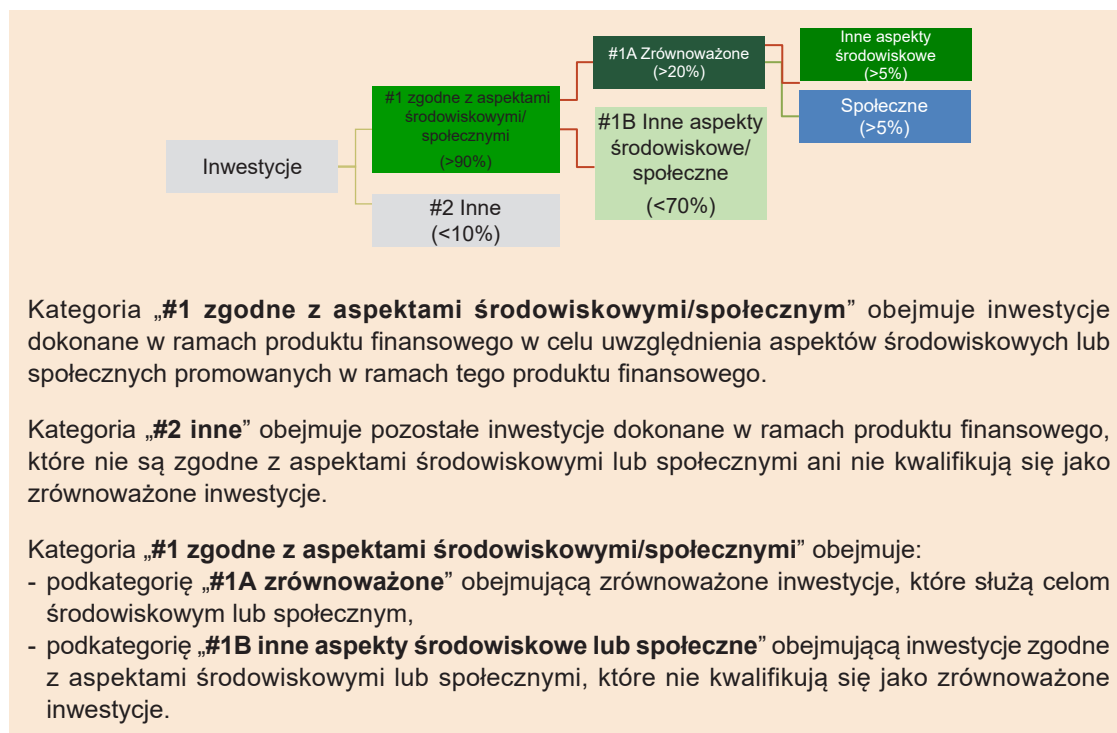 Inwestycje
#1 zgodne z aspektami
środowiskowymi/
społecznymi
(>90%)
#2 Inne
(<10%)
#1A Zrównoważone
(>20%)
#1B Inne aspekty
środowiskowe/
społeczne
(<70%)
Inne aspekty
środowiskowe
(>5%)
Społeczne
(>5%)
Kategoria „#1 zgodne z aspektami środowiskowymi/społecznym” obejmuje inwestycje
dokonane w ramach produktu finansowego w celu uwzględnienia aspektów środowiskowych lub
społecznych promowanych w ramach tego produktu finansowego.
Kategoria „#2 inne” obejmuje pozostałe inwestycje dokonane w ramach produktu finansowego,
które nie są zgodne z aspektami środowiskowymi lub społecznymi ani nie kwalifikują się jako
zrównoważone inwestycje.
Kategoria „#1 zgodne z aspektami środowiskowymi/społecznymi” obejmuje:
- podkategorię „#1A zrównoważone” obejmującą zrównoważone inwestycje, które służą celom
środowiskowym lub społecznym,
- podkategorię „#1B inne aspekty środowiskowe lub społeczne” obejmującą inwestycje zgodne
z aspektami środowiskowymi lub społecznymi, które nie kwalifikują się jako zrównoważone
inwestycje.